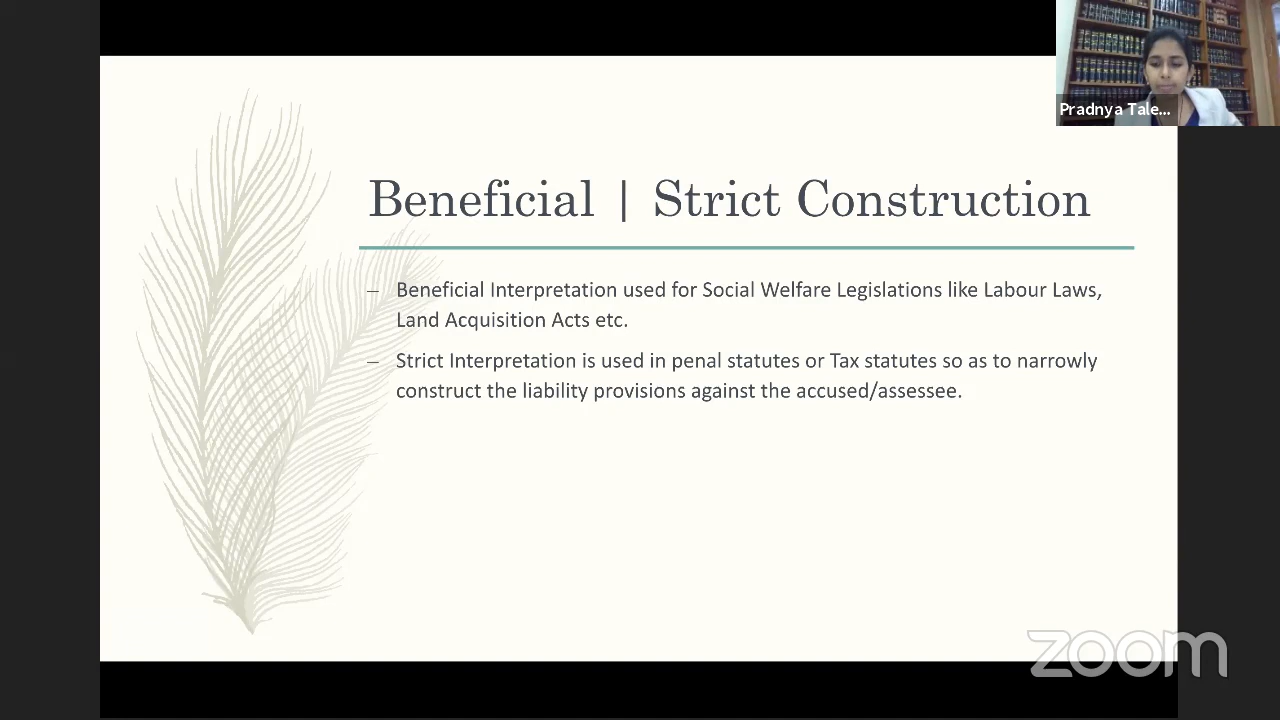 Pradnya Tale...
Beneficial | Strict Construction
– Beneficial Interpretation used for Social Welfare Legislations like Labour Laws,
Land Acquisition Acts etc.
– Strict Interpretation is used in penal statutes or Tax statutes so as to narrowly
construct the liability provisions against the accused/assessee.
zoom